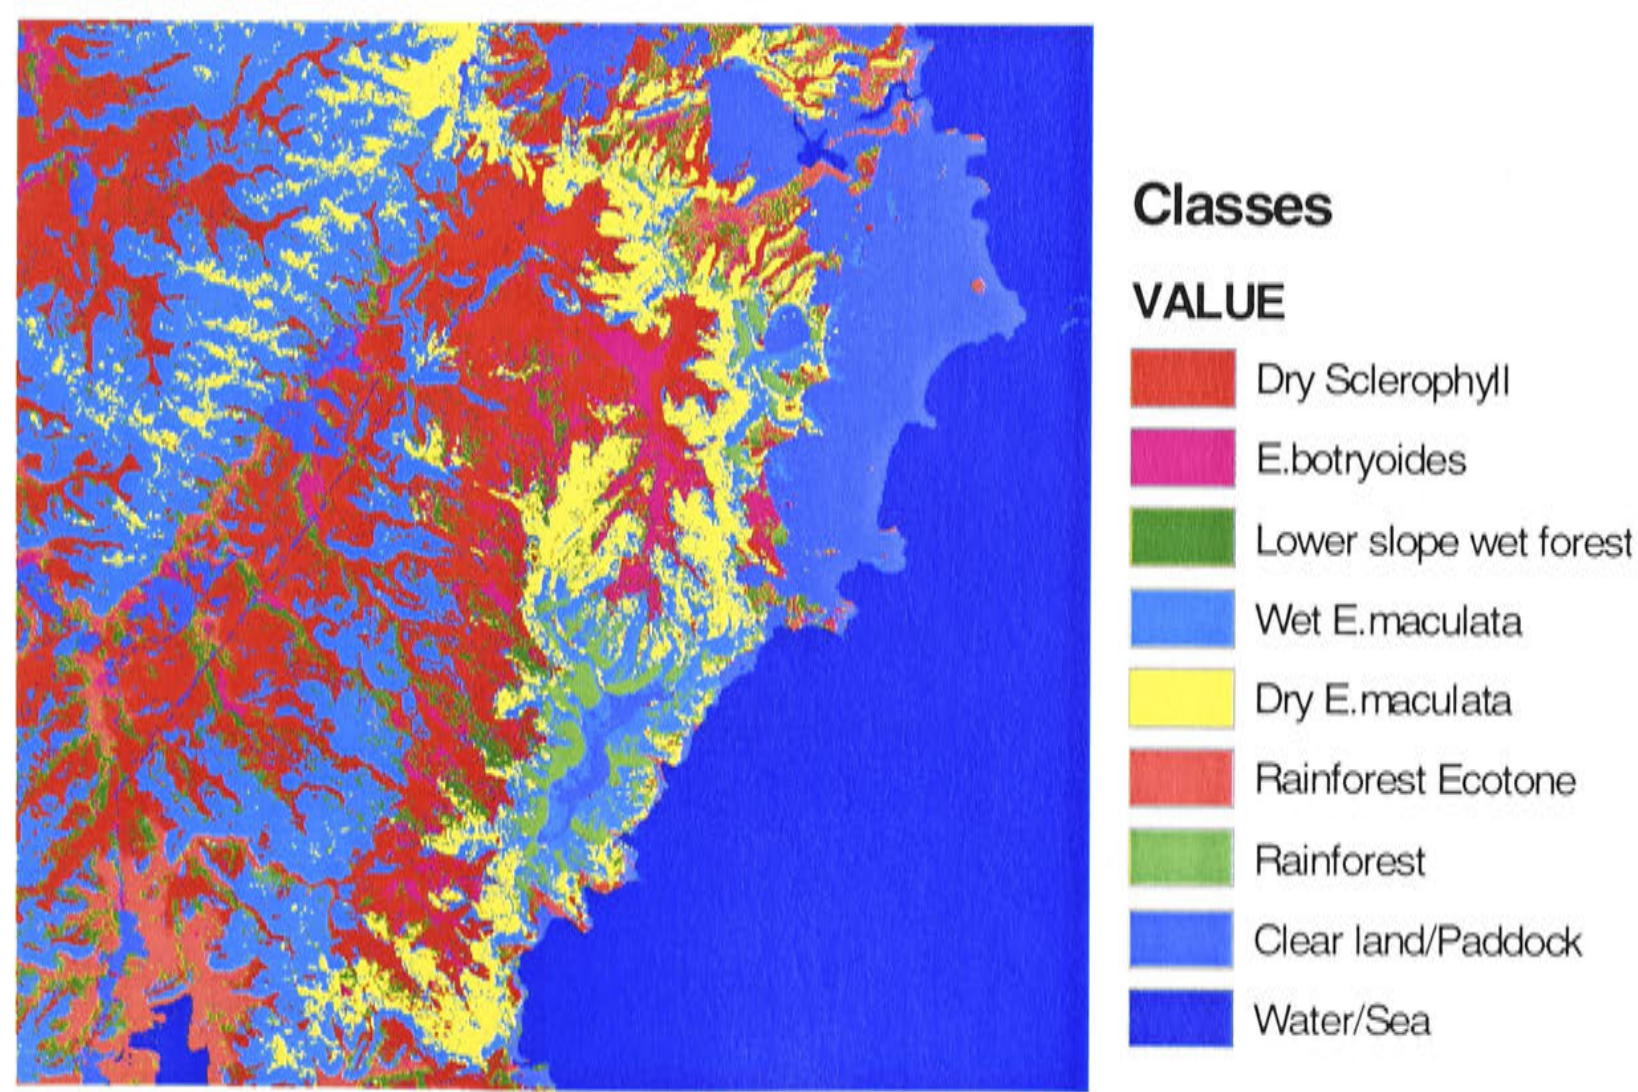 Classes
VALUE
Dry Sclerophyll
E.botryoides
Lower slope wet forest
Wet E.maculata
Dry E.maculata
Rainforest Ecotone
Rainforest
Clear land/Paddock
Water/Sea